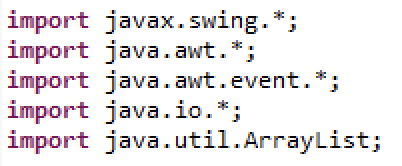 import javax.swing.*;
import java.awt.*;
import java.awt.event.*;
import java.io.*;
import java.util.ArrayList;